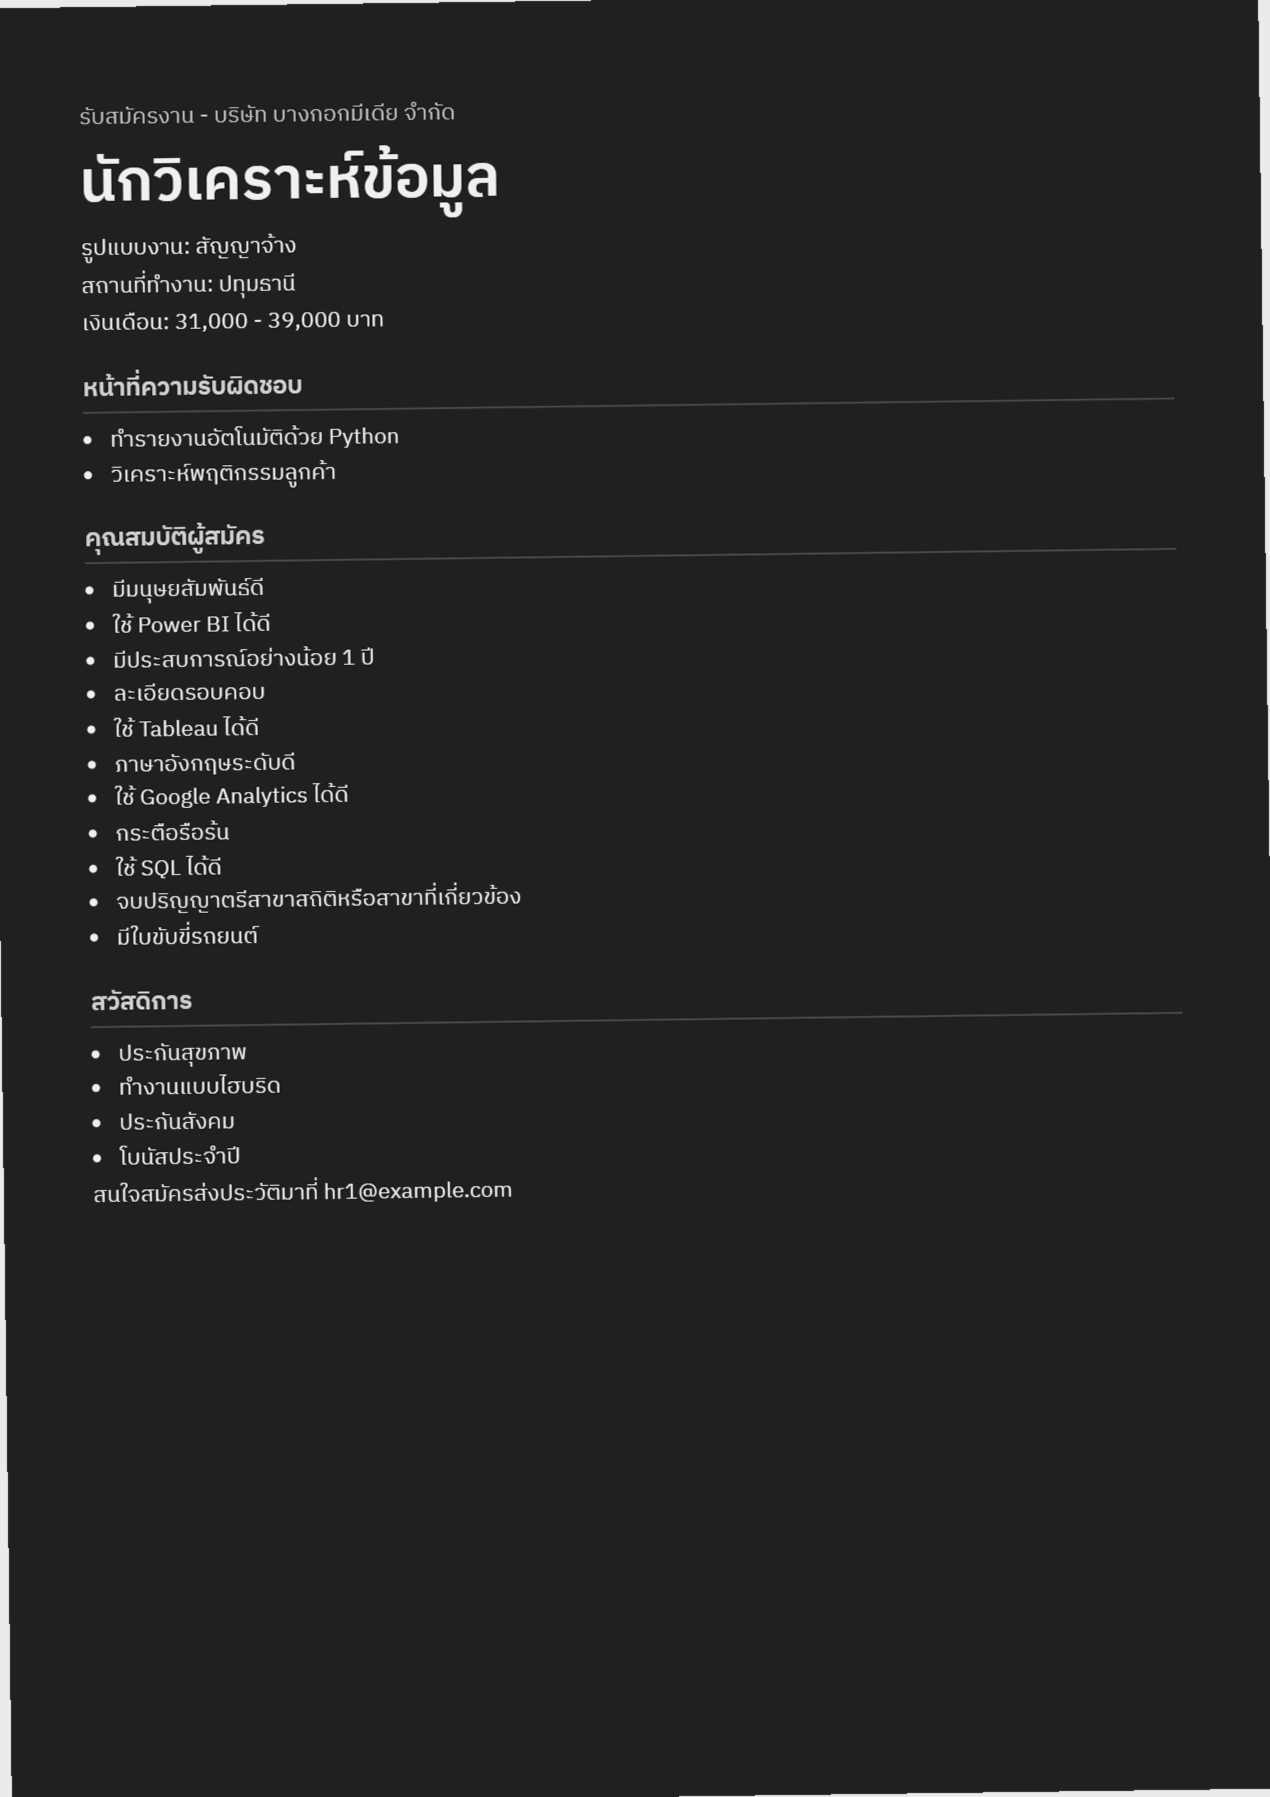 รับสมัครงาน - บริษัท บางกอกมีเดีย จำกัด
นักวิเคราะห์ข้อมูล
รูปแบบงาน: สัญญาจ้าง
สถานที่ทำงาน: ปทุมธานี
เงินเดือน: 31,000 - 39,000 บาท
หน้าที่ความรับผิดชอบ
• ทำรายงานอัตโนมัติด้วย Python
• วิเคราะห์พฤติกรรมลูกค้า
คุณสมบัติผู้สมัคร
• มีมนุษยสัมพันธ์ดี
• ใช้ Power BI ได้ดี
• มีประสบการณ์อย่างน้อย 1 ปี
• ละเอียดรอบคอบ
• ใช้ Tableau ได้ดี
• ภาษาอังกฤษระดับดี
• ใช้ Google Analytics ได้ดี
• กระตือรือร้น
• ใช้ SQL ได้ดี
• จบปริญญาตรีสาขาสถิติหรือสาขาที่เกี่ยวข้อง
• มีใบขับขี่รถยนต์
สวัสดิการ
• ประกันสุขภาพ
• ทำงานแบบไฮบริด
• ประกันสังคม
• โบนัสประจำปี
สนใจสมัครส่งประวัติมาที่ hr1@example.com